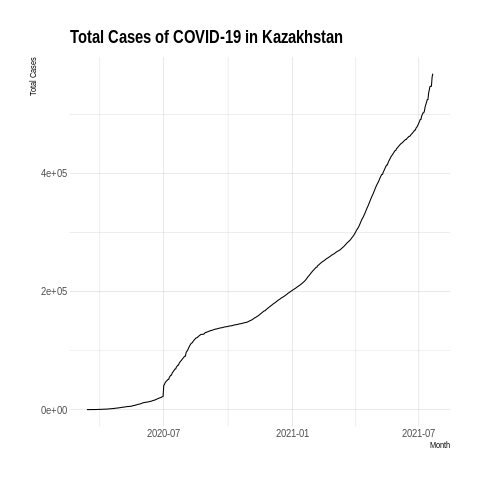 Total Cases of COVID-19 in Kazakhstan
Total Cases
4e+05
2e+05
0e+00
2020-07
2021-01
2021-07
Month